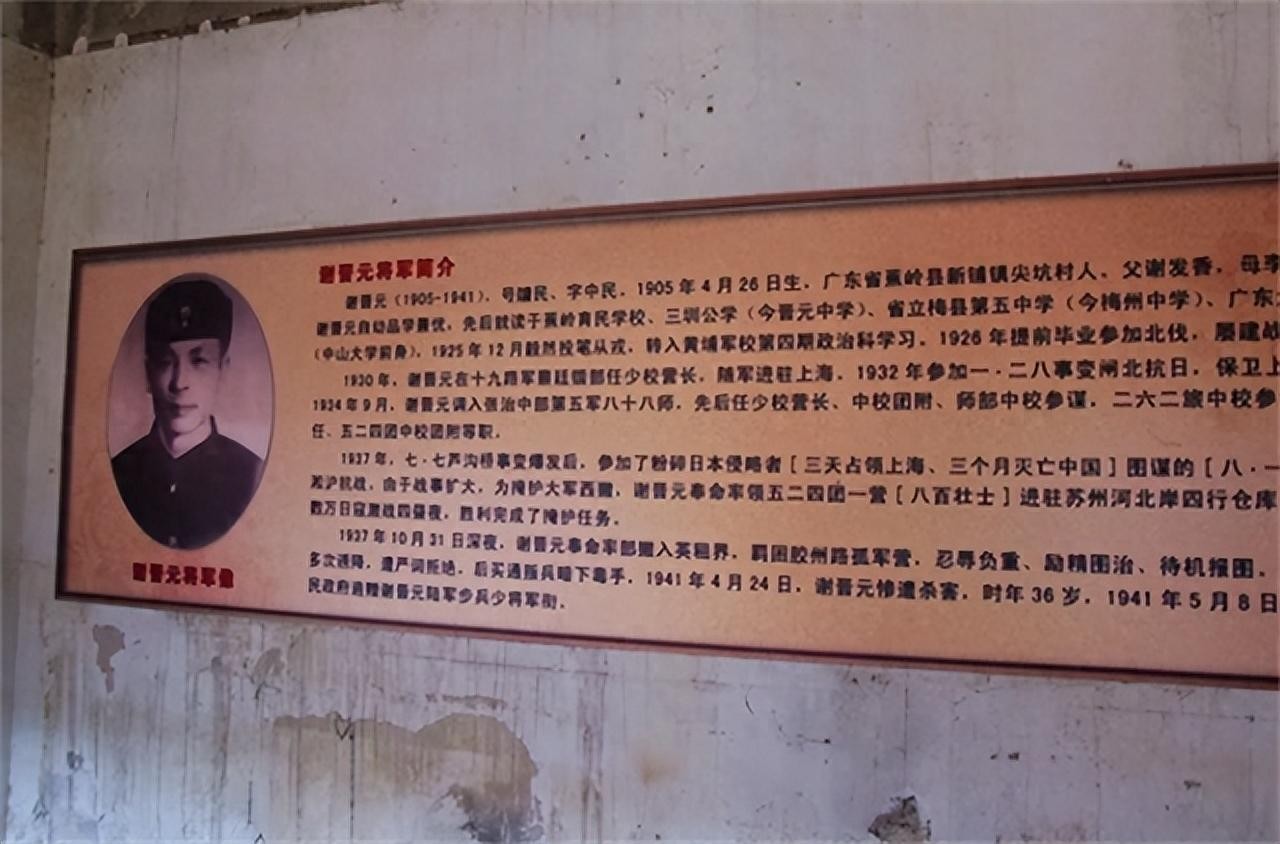 谢晋元将军简介
谢晋元（1905-1941），号赐民、字中民，1905年4月26日生，广东省蕉岭县新铺镇尖坑村人。父谢发香，母李
谢晋元自幼品学兼优，先后就读于蕉岭育民学校、三圳公学（今晋元中学）、省立梅县第五中学（今梅州中学）、广东
（中山大学前身），1925年12月毅然投笔从戎，转入黄埔军校第四期政治科学习。1926年提前毕业参加北伐，屡建战
1930年，谢晋元在十九路军蔡廷锴部任少校营长，随军进驻上海。1932年参加一·二八事变闸北抗日，保卫上
1934年9月，谢晋元调入张治中部第五军八十八师，先后任少校营长、中校团附、师部中校参谋，二六二旅中校参
任、五二四团中校团附等职。
1937年，七·七芦沟桥事变爆发后，参加了粉碎日本侵略者［三天占领上海、三个月灭亡中国］图谋的［八·一
淞沪抗战，由于战事扩大，为掩护大军西撤，谢晋元奉命率领五二四团一营［八百壮士］进驻苏州河北岸四行仓库
数万日寇激战四昼夜，胜利完成了掩护任务。
1937年10月31日深夜，谢晋元奉命率部撤入英租界，羁困胶州路孤军营，忍辱负重、励精图治、待机报国。
多次诱降，遭严词拒绝，后买通叛兵暗下毒手，1941年4月24日，谢晋元惨遭杀害，时年36岁，1941年5月8日
民政府追赠谢晋元陆军步兵少将军衔。
谢晋元将军像